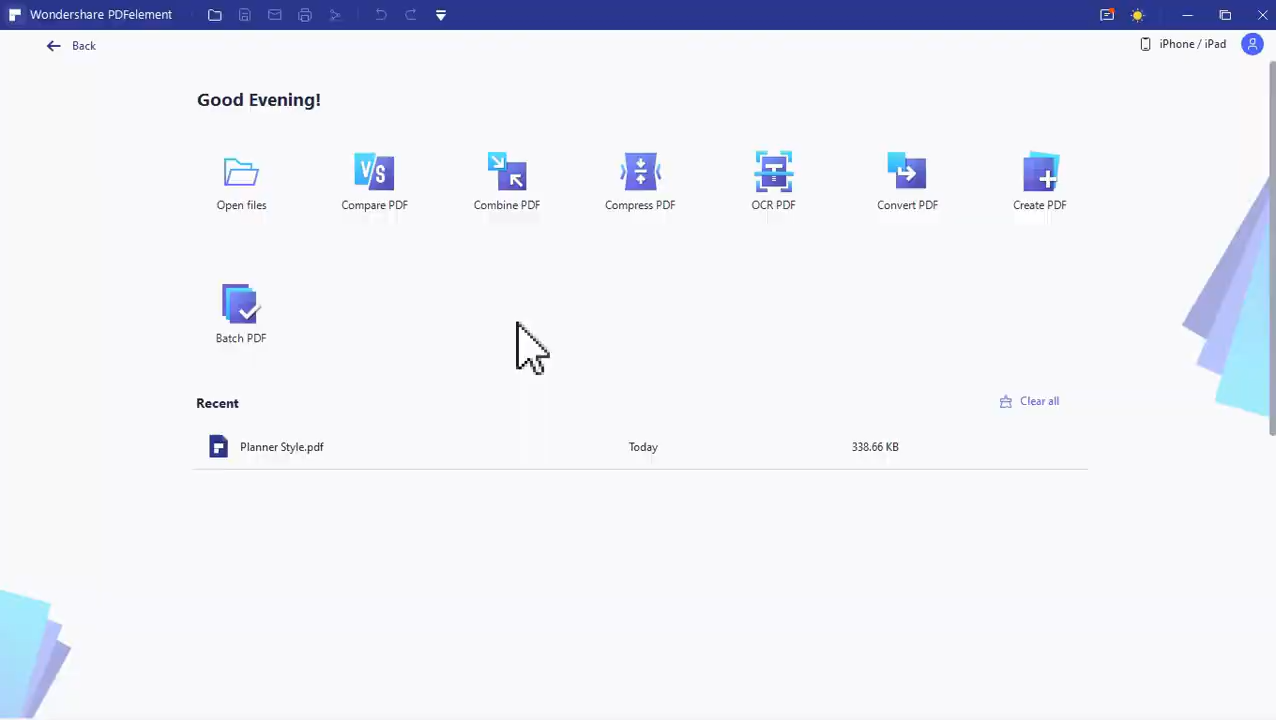 Wondershare PDFelement
Back
iPhone / iPad
Good Evening!
Open files
Compare PDF
Combine PDF
Compress PDF
OCR PDF
Convert PDF
Create PDF
Batch PDF
Recent
Clear all
Planner Style.pdf Today 338.66 KB